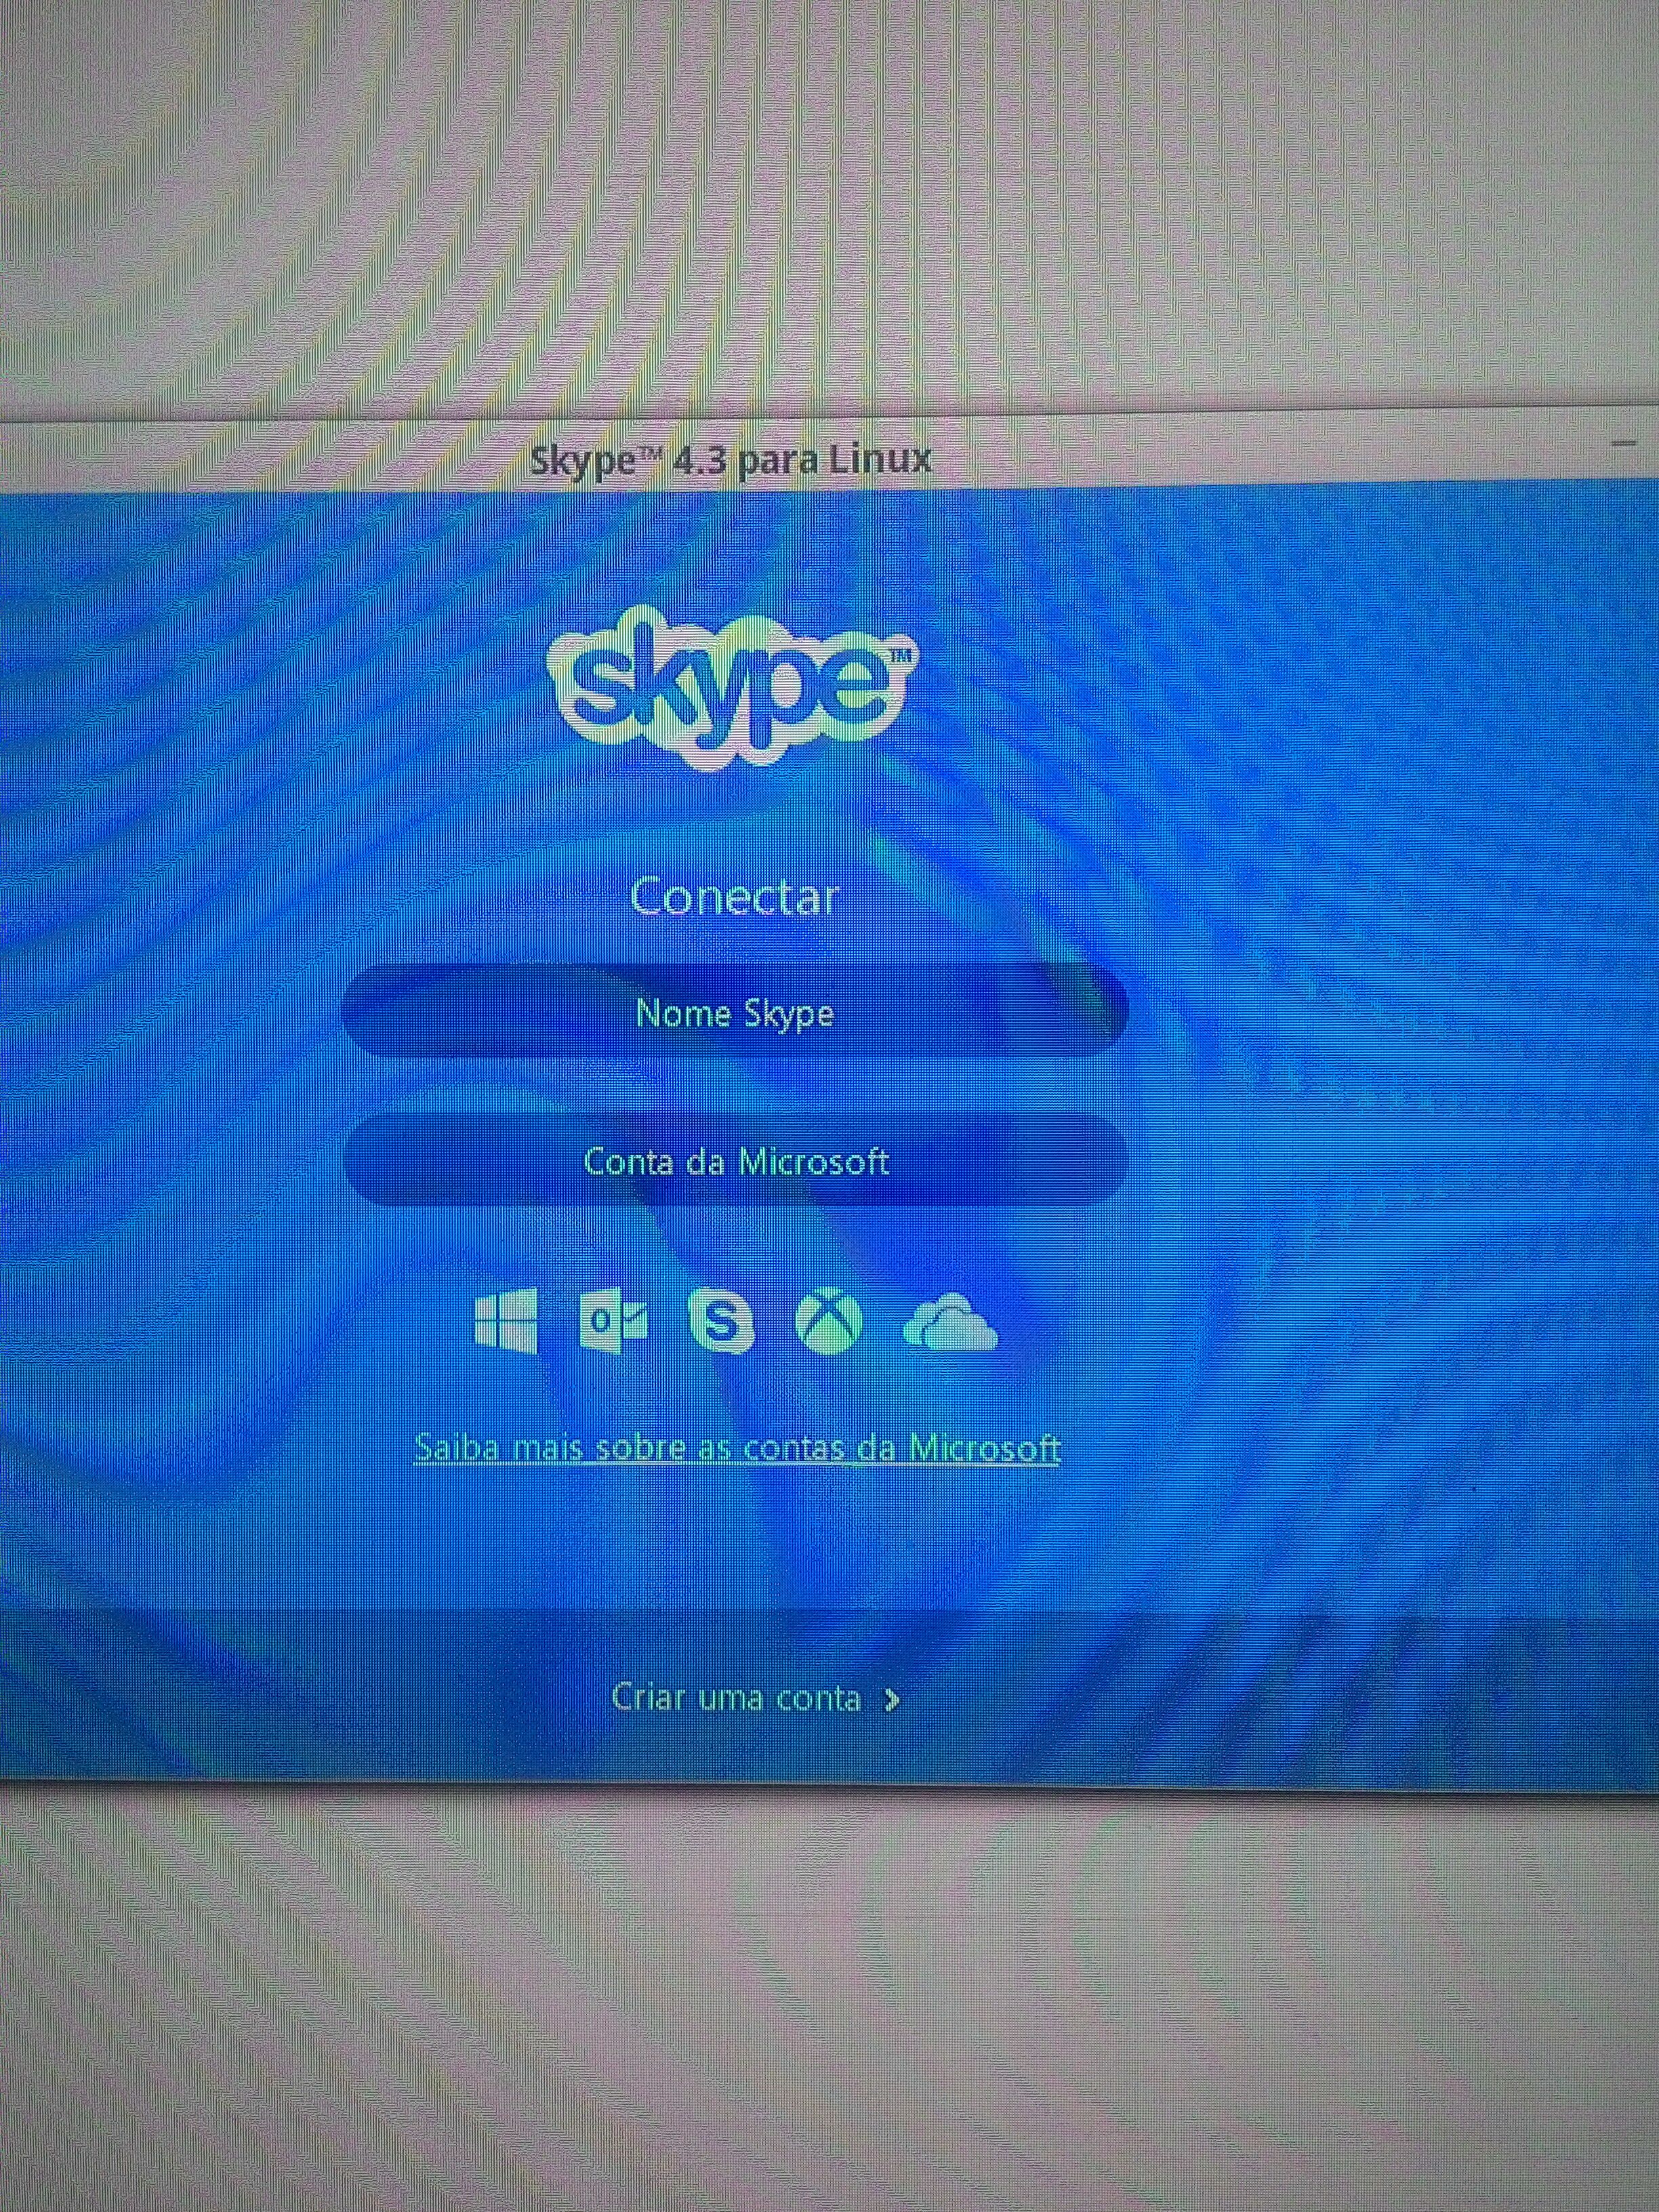 Skype™ 4.3 para Linux
skype™
Conectar
Nome Skype
Conta da Microsoft
Saiba mais sobre as contas da Microsoft
Criar uma conta